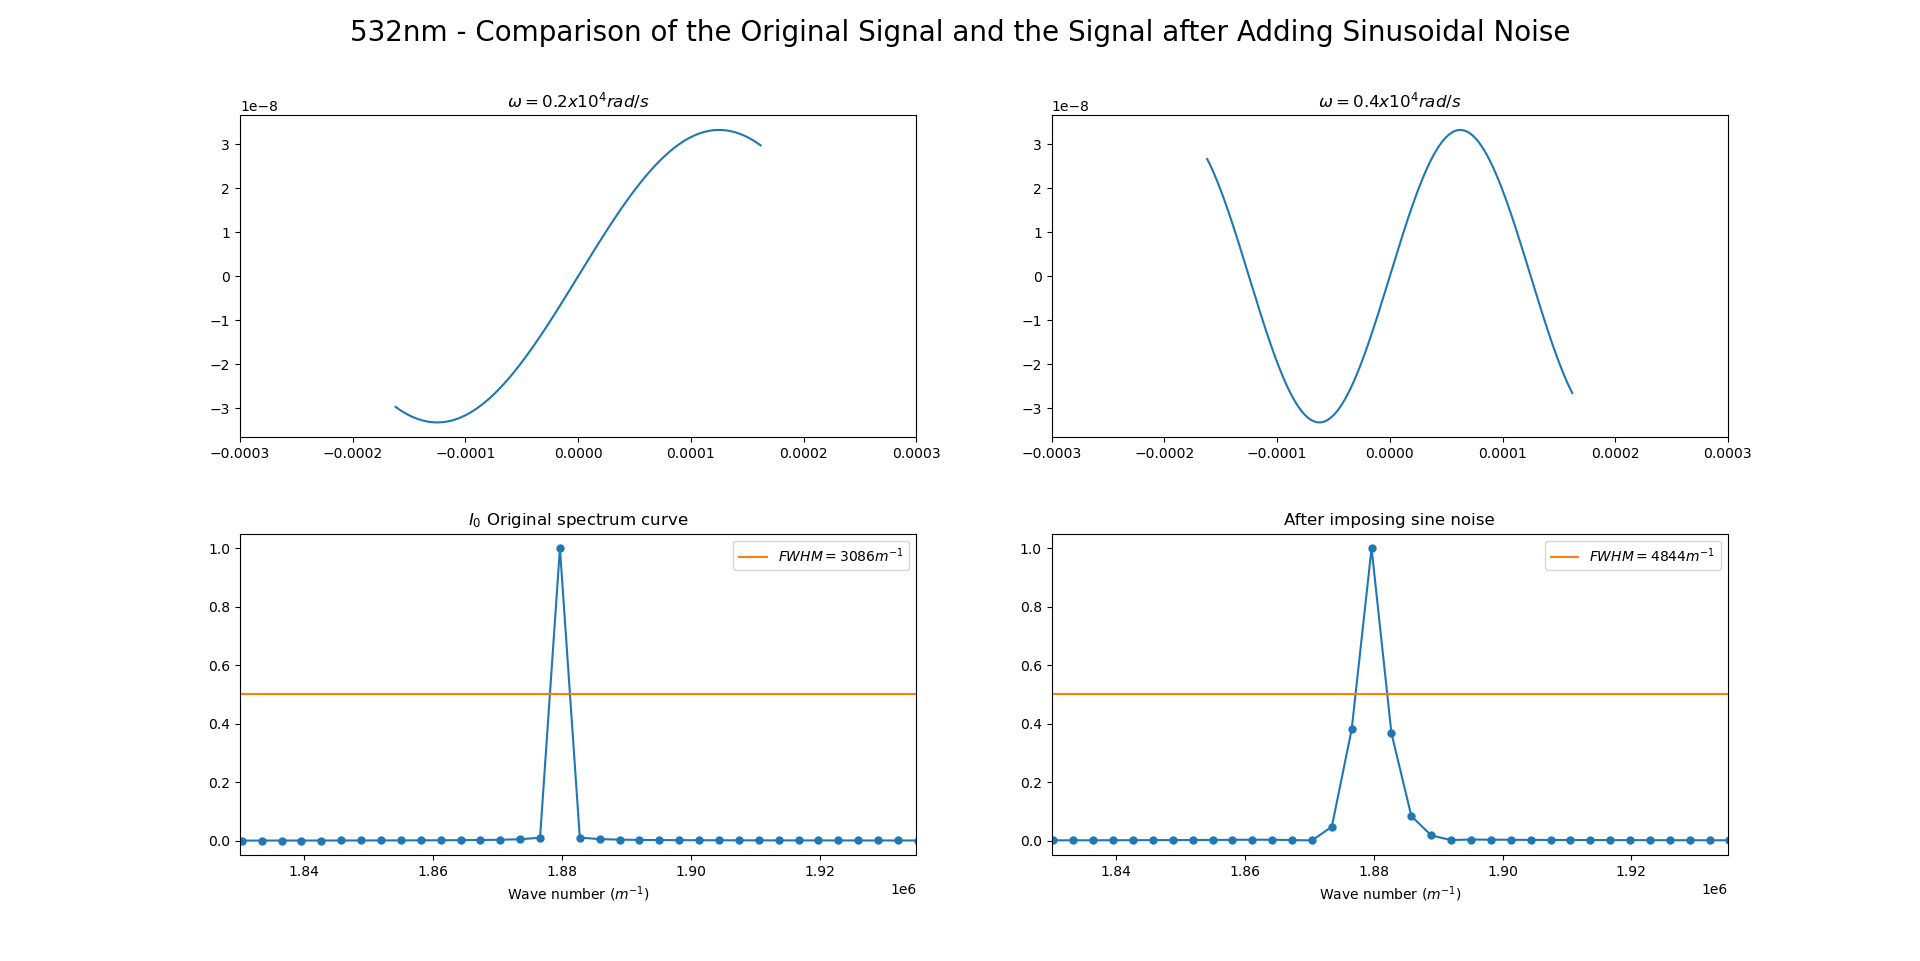 532nm - Comparison of the Original Signal and the Signal after Adding Sinusoidal Noise
1e−8
ω = 0.2x10⁴rad/s
3
2
1
0
−1
−2
−3
−0.0003 −0.0002 −0.0001 0.0000 0.0001 0.0002 0.0003
1e−8
ω = 0.4x10⁴rad/s
3
2
1
0
−1
−2
−3
−0.0003 −0.0002 −0.0001 0.0000 0.0001 0.0002 0.0003
I₀ Original spectrum curve
FWHM = 3086m⁻¹
1.0
0.8
0.6
0.4
0.2
0.0
1.84 1.86 1.88 1.90 1.92
1e6
Wave number (m⁻¹)
After imposing sine noise
FWHM = 4844m⁻¹
1.0
0.8
0.6
0.4
0.2
0.0
1.84 1.86 1.88 1.90 1.92
1e6
Wave number (m⁻¹)